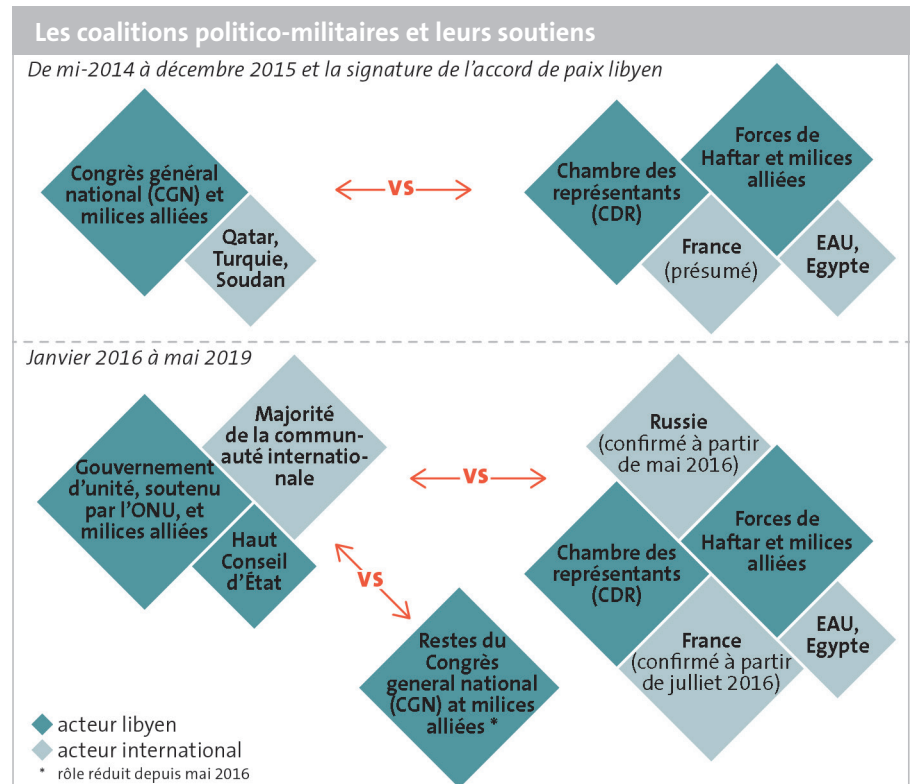 Les coalitions politico-militaires et leurs soutiens
De mi-2014 à décembre 2015 et la signature de l’accord de paix libyen
Congrès général
national (CGN) et
milices alliées
Qatar,
Turquie,
Soudan
VS
Chambre des
représentants
(CDR)
Forces de
Haftar et milices
alliées
France
(présumé)
EAU,
Egypte
Janvier 2016 à mai 2019
Gouvernement
d’unité, soutenu
par l’ONU, et
milices alliées
Majorité
de la commun-
auté internatio-
nale
Haut
Conseil
d’État
VS
VS
Restes du
Congrès
general national
(CGN) at milices
alliées *
Russie
(confirmé à partir
de mai 2016)
Chambre des
représentants
(CDR)
Forces de
Haftar et milices
alliées
France
(confirmé à partir
de julliet 2016)
EAU,
Egypte
acteur libyen
acteur international
* rôle réduit depuis mai 2016